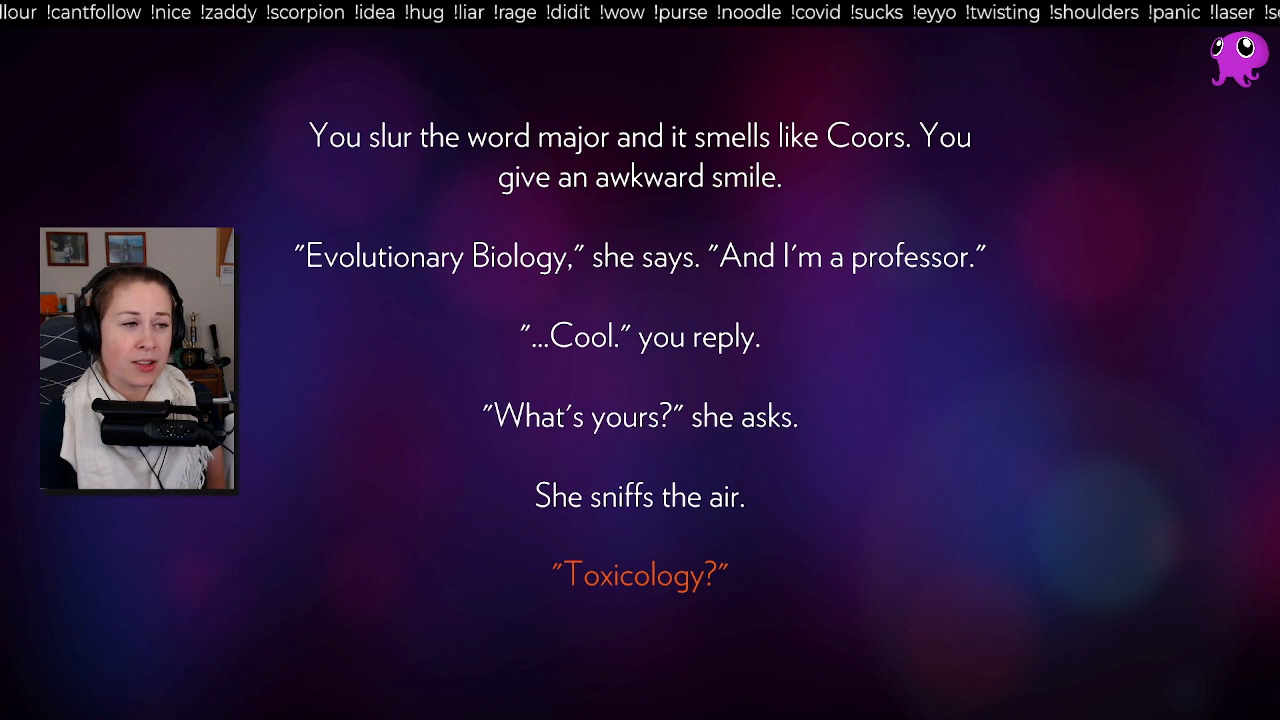 !nice !zaddy !scorpion !idea !hug !liar !rage !didit !wow !purse !noodle !covid !sucks !eyyo !twisting !shoulders !panic !laser
You slur the word major and it smells like Coors. You
give an awkward smile.
"Evolutionary Biology," she says. "And I'm a professor."
"...Cool." you reply.
"What's yours?" she asks.
She sniffs the air.
"Toxicology?"